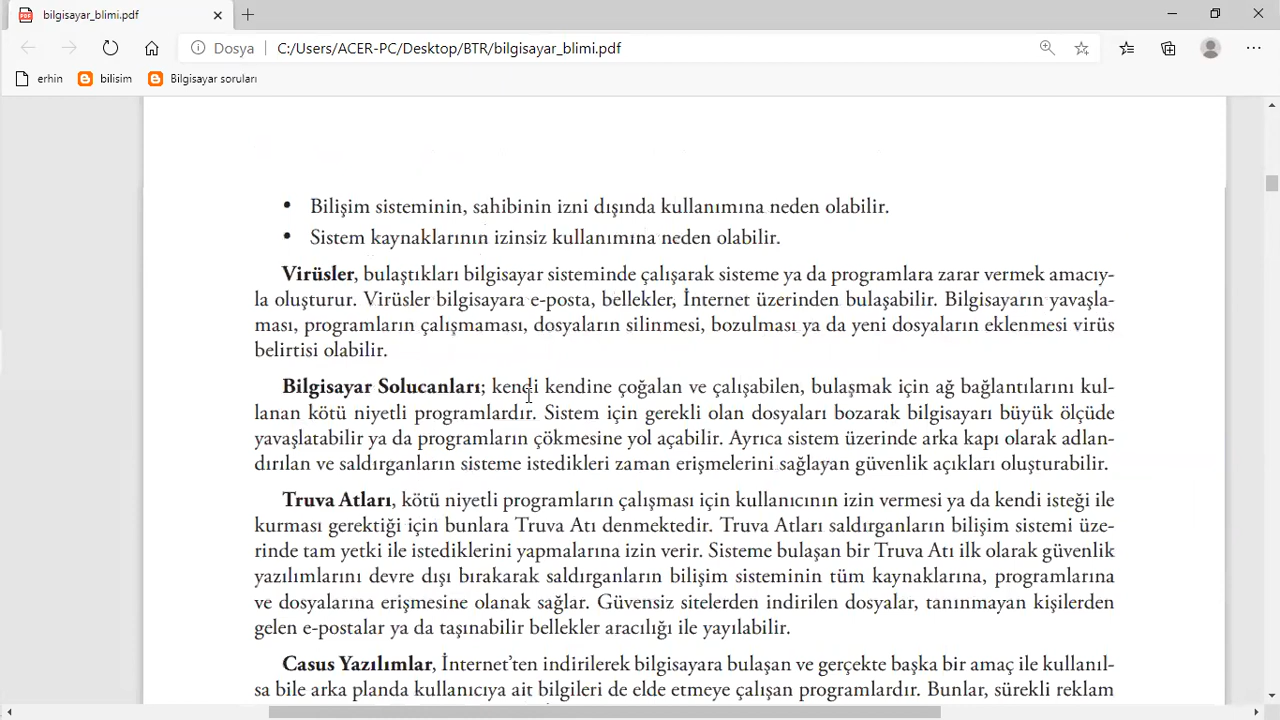 bilgisayar_blimi.pdf
Dosya C:/Users/ACER-PC/Desktop/BTR/bilgisayar_blimi.pdf
erhin bilisim Bilgisayar soruları
• Bilişim sisteminin, sahibinin izni dışında kullanımına neden olabilir.
• Sistem kaynaklarının izinsiz kullanımına neden olabilir.
Virüsler, bulaştıkları bilgisayar sisteminde çalışarak sisteme ya da programlara zarar vermek amacıy-
la oluşturur. Virüsler bilgisayara e-posta, bellekler, İnternet üzerinden bulaşabilir. Bilgisayarın yavaşla-
ması, programların çalışmaması, dosyaların silinmesi, bozulması ya da yeni dosyaların eklenmesi virüs
belirtisi olabilir.
Bilgisayar Solucanları; kendi kendine çoğalan ve çalışabilen, bulaşmak için ağ bağlantılarını kul-
lanan kötü niyetli programlardır. Sistem için gerekli olan dosyaları bozarak bilgisayarı büyük ölçüde
yavaşlatabilir ya da programların çökmesine yol açabilir. Ayrıca sistem üzerinde arka kapı olarak adlan-
dırılan ve saldırganların sisteme istedikleri zaman erişmelerini sağlayan güvenlik açıkları oluşturabilir.
Truva Atları, kötü niyetli programların çalışması için kullanıcının izin vermesi ya da kendi isteği ile
kurması gerektiği için bunlara Truva Atı denmektedir. Truva Atları saldırganların bilişim sistemi üze-
rinde tam yetki ile istediklerini yapmalarına izin verir. Sisteme bulaşan bir Truva Atı ilk olarak güvenlik
yazılımlarını devre dışı bırakarak saldırganların bilişim sisteminin tüm kaynaklarına, programlarına
ve dosyalarına erişmesine olanak sağlar. Güvensiz sitelerden indirilen dosyalar, tanınmayan kişilerden
gelen e-postalar ya da taşınabilir bellekler aracılığı ile yayılabilir.
Casus Yazılımlar, İnternet’ten indirilerek bilgisayara bulaşan ve gerçekte başka bir amaç ile kullanıl-
sa bile arka planda kullanıcıya ait bilgileri de elde etmeye çalışan programlardır. Bunlar, sürekli reklam